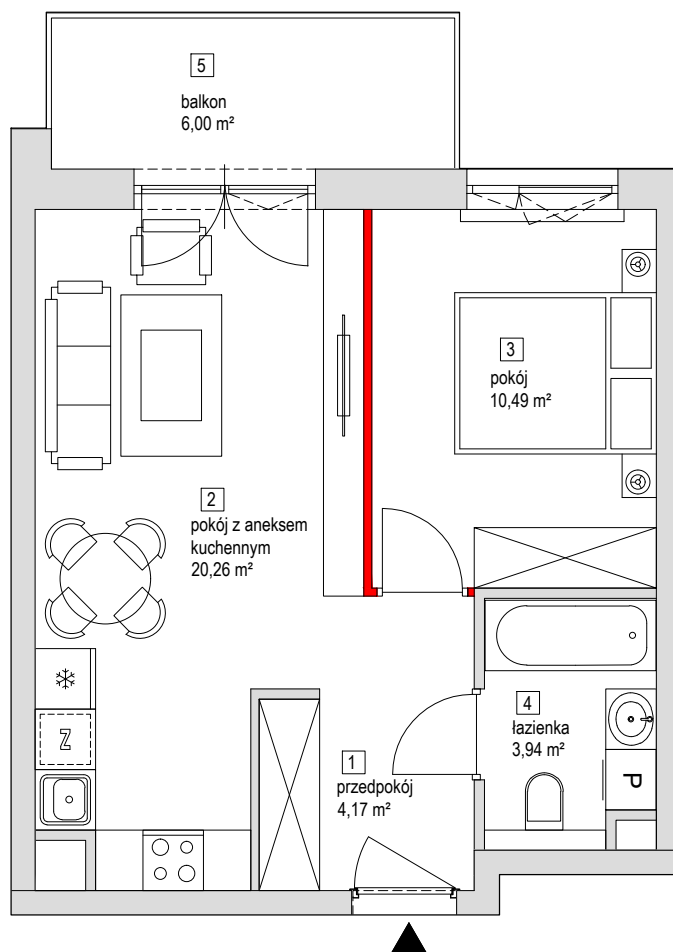 5
balkon
6,00 m²
3
pokój
10,49 m²
2
pokój z aneksem
kuchennym
20,26 m²
4
łazienka
3,94 m²
Z
1
przedpokój
4,17 m²
P